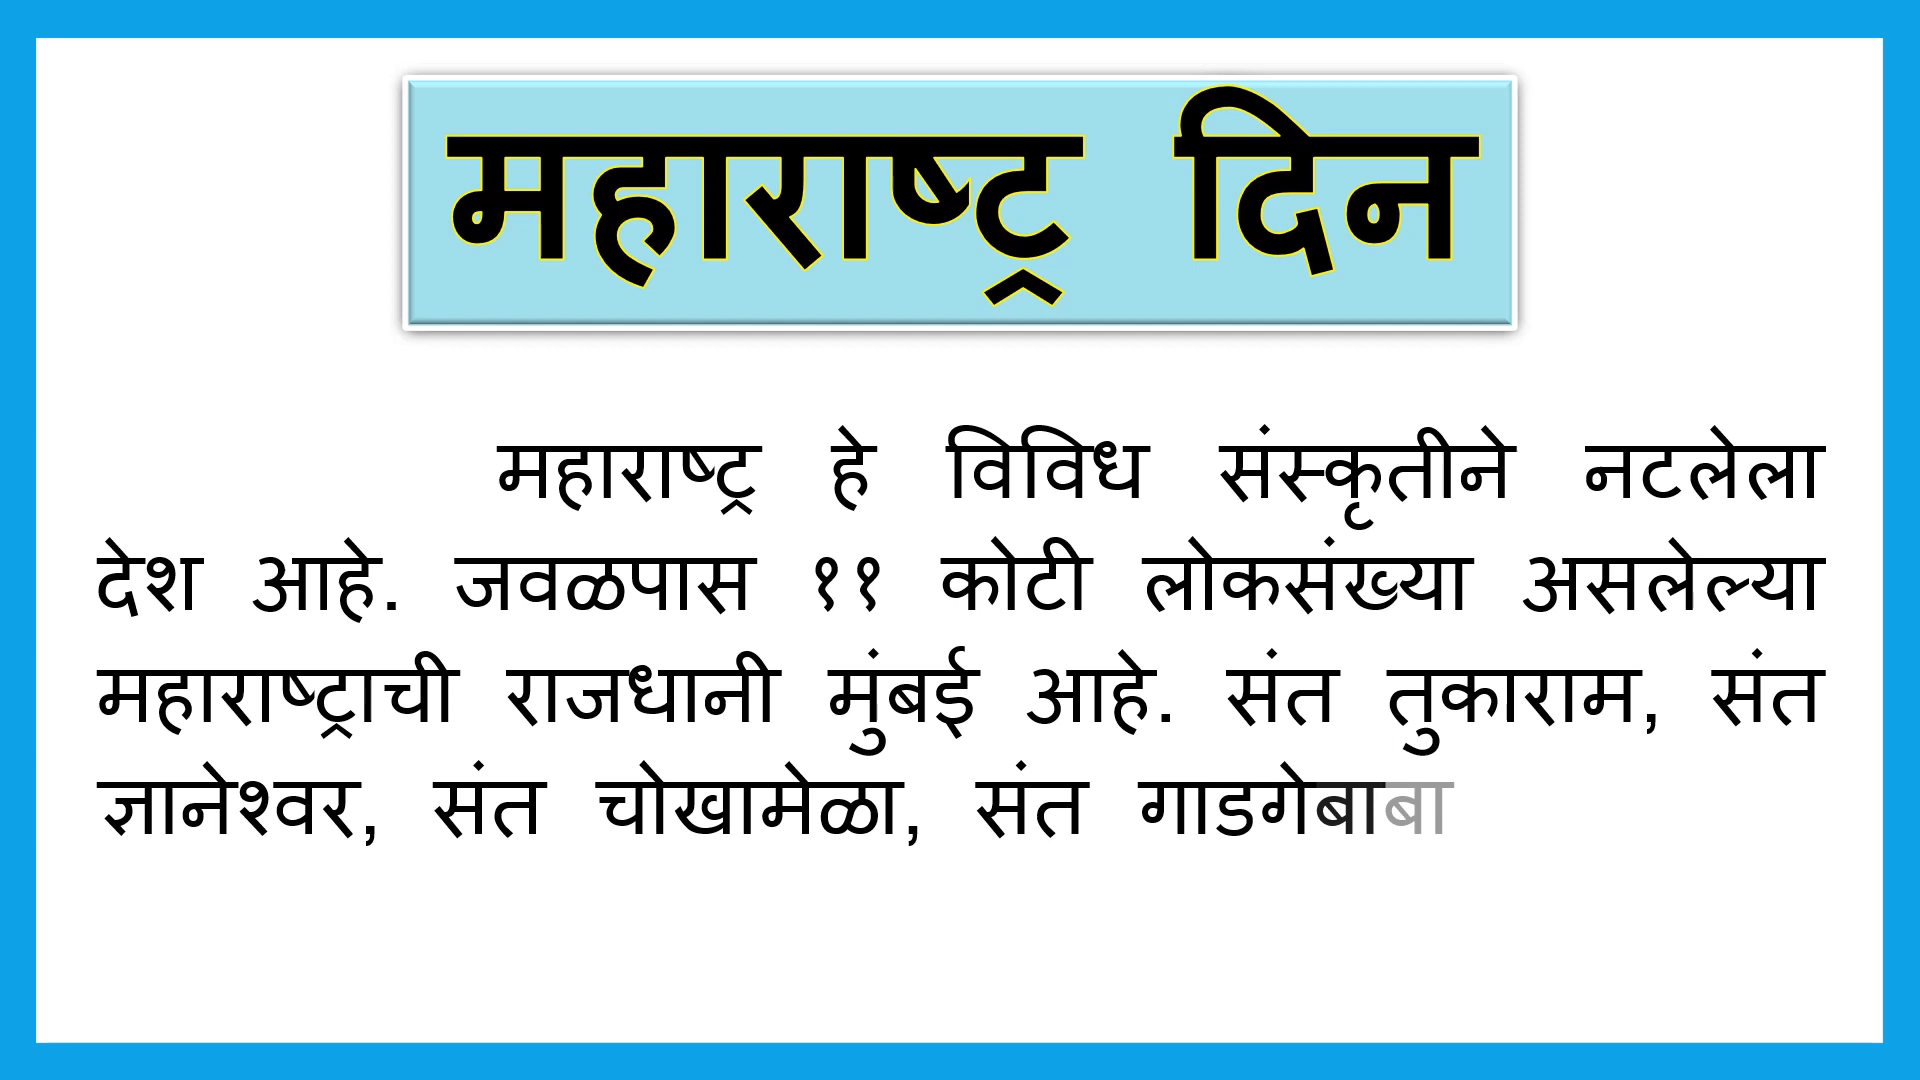 महाराष्ट्र दिन
महाराष्ट्र हे विविध संस्कृतीने नटलेला
देश आहे. जवळपास ११ कोटी लोकसंख्या असलेल्या
महाराष्ट्राची राजधानी मुंबई आहे. संत तुकाराम, संत
ज्ञानेश्वर, संत चोखामेळा, संत गाडगेबाबा